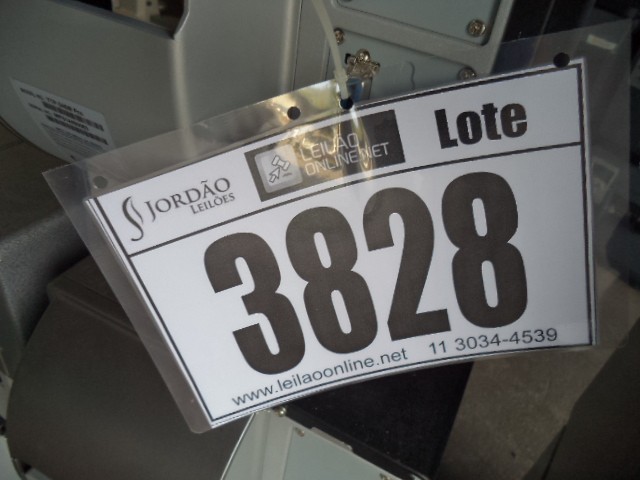 JORDÃO
LEILÕES
LEILÃO
ONLINE.NET
Lote
3828
www.leilaoonline.net 11 3034-4539